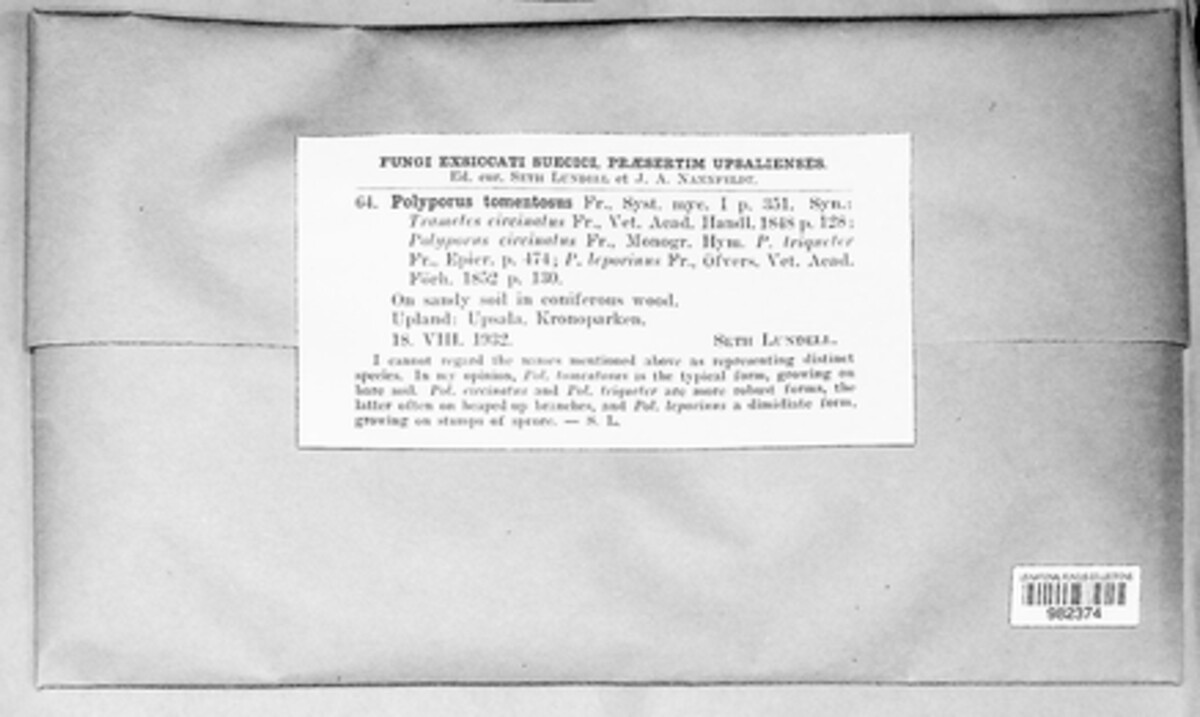 FUNGI EXSICCATI SUECICI, PRÆSERTIM UPSALIENSES.
Ed. cur. SETH LUNDELL et J. A. NANNFELDT.
64. Polyporus tomentosus Fr., Syst. myc. I p. 351. Syn.:
Trametes circinatus Fr., Vet. Acad. Handl. 1848 p. 128;
Polyporus circinatus Fr., Monogr. Hym. P. triqueter
Fr., Epicr. p. 474; P. leporinus Fr., Öfvers. Vet. Acad.
Förh. 1852 p. 130.
On sandy soil in coniferous wood.
Upland: Upsala, Kronoparken.
18. VIII. 1932. SETH LUNDELL.
I cannot regard the names mentioned above as representing distinct
species. In my opinion, Pol. tomentosus is the typical form, growing on
bare soil. Pol. circinatus and Pol. triqueter are more robust forms, the
latter often on heaped up branches, and Pol. leporinus a dimidiate form,
growing on stumps of spruce. — S. L.
US NATIONAL FUNGUS COLLECTIONS
982374